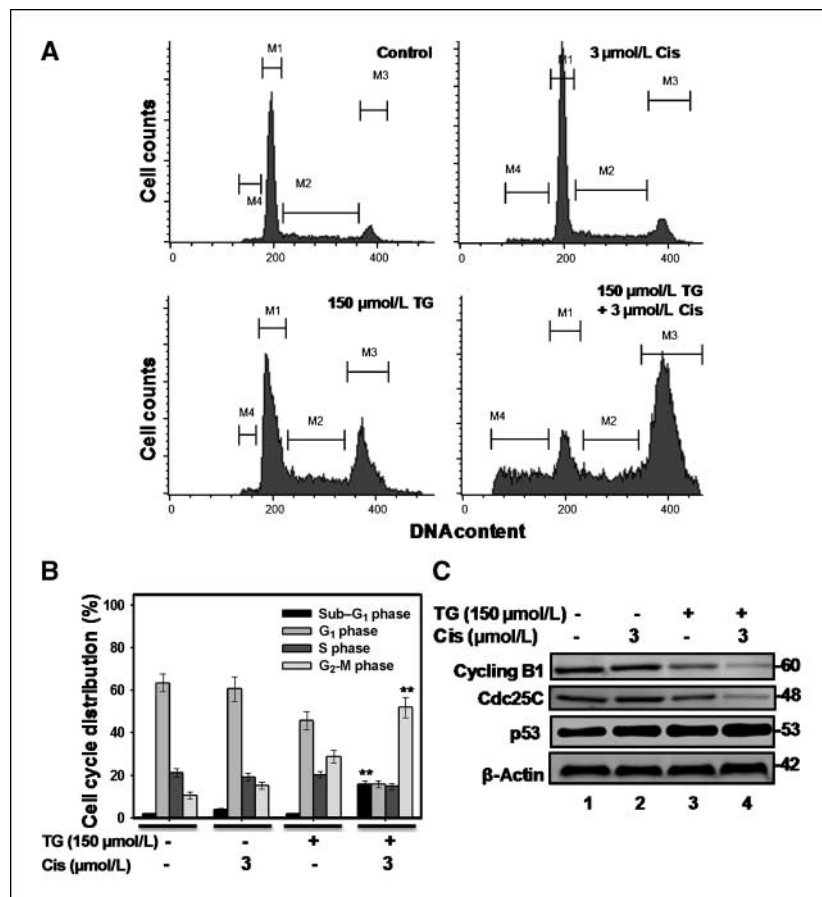 A
Control
M1
M3
M2
M4
Cell counts
0 200 400
3 µmol/L Cis
M1
M3
M4
M2
0 200 400
150 µmol/L TG
M1
M3
M4
M2
Cell counts
0 200 400
150 µmol/L TG
+ 3 µmol/L Cis
M1
M3
M4
M2
0 200 400
DNA content
B
Cell cycle distribution (%)
100
80
60
40
20
0
Sub–G1 phase
G1 phase
S phase
G2-M phase
**
**
TG (150 µmol/L) - - + +
Cis (µmol/L) - 3 - 3
C
TG (150 µmol/L) - - + +
Cis (µmol/L) - 3 - 3
Cycling B1 60
Cdc25C 48
p53 53
β-Actin 42
1 2 3 4